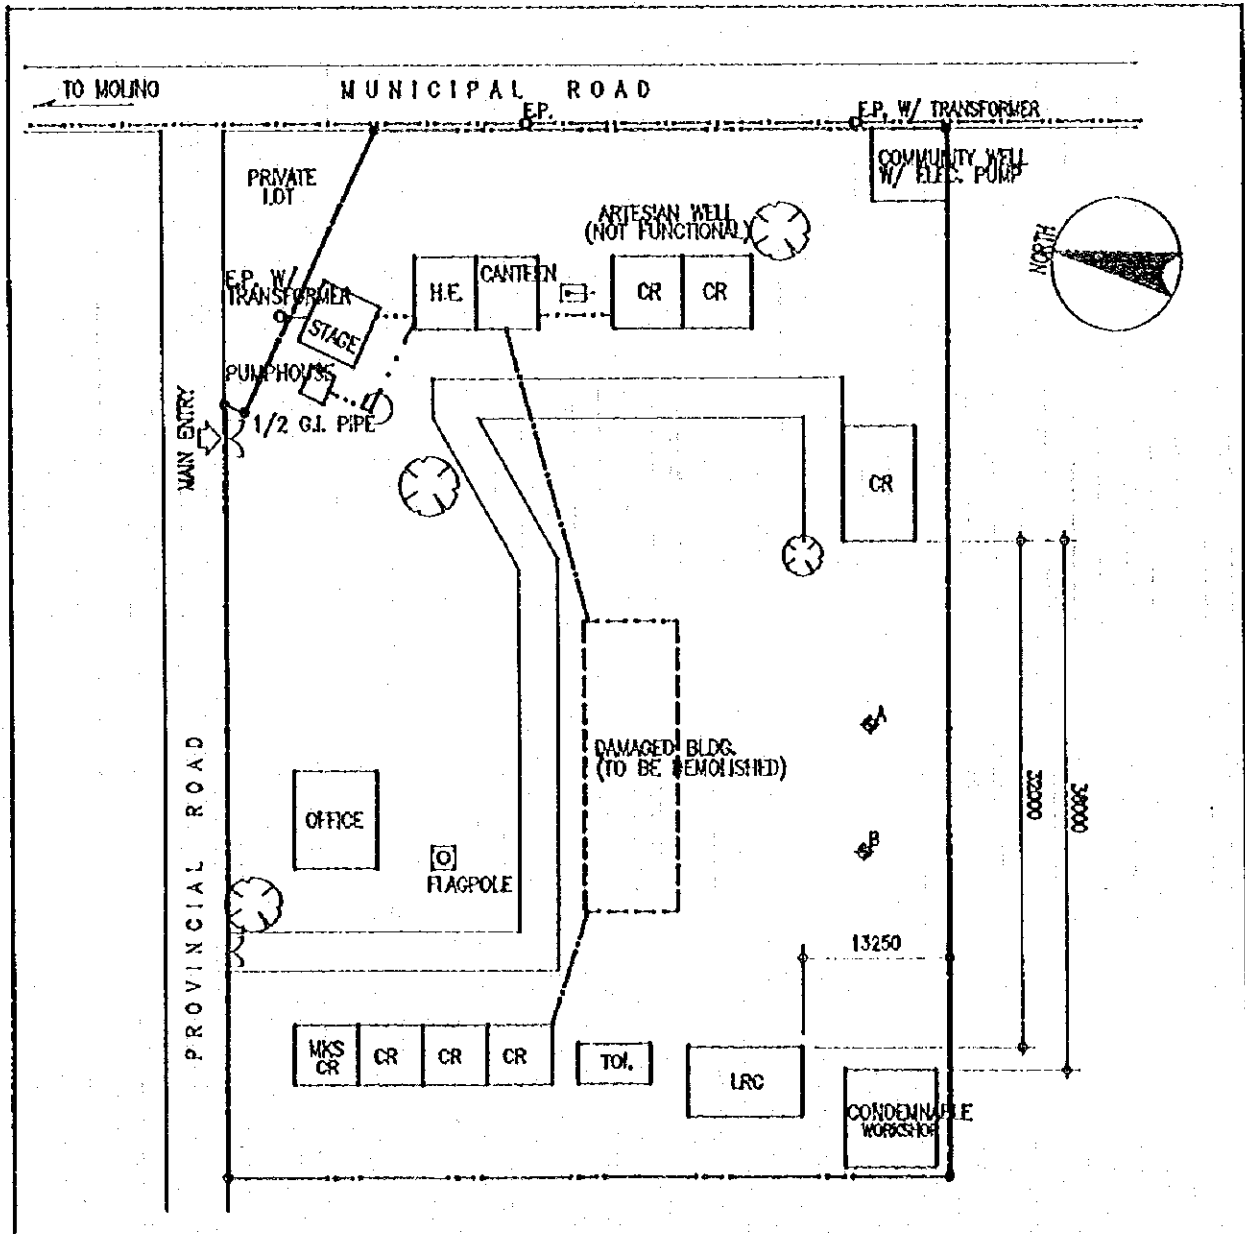 TO MOLINO
MUNICIPAL ROAD
E.P.
E.P. W/ TRANSFORMER
PRIVATE
LOT
COMMUNITY WELL
W/ ELEC. PUMP
ARTESIAN WELL
(NOT FUNCTIONAL)
NORTH
E.P. W/
TRANSFORMER
H.E.
CANTEEN
CR
CR
STAGE
PUMPHOUSE
1/2 G.I. PIPE
MAIN ENTRY
CR
A
DAMAGED BLDG.
(TO BE DEMOLISHED)
32000
38000
OFFICE
B
FLAGPOLE
PROVINCIAL ROAD
13250
MKS
CR
CR
CR
CR
TOI.
LRC
CONDEMNABLE
WORKSHOP